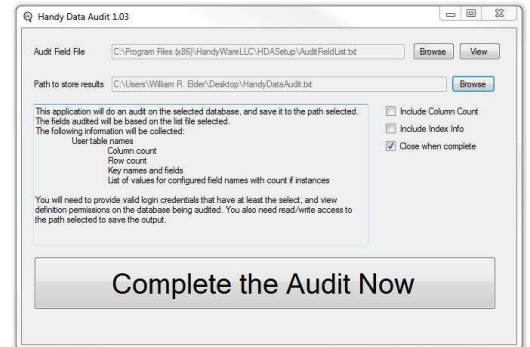 Handy Data Audit 1.03
Audit Field File C:\Program Files (x86)\HandyWareLLC\HDASetup\AuditFieldList.txt Browse View
Path to store results C:\Users\William R. Elder\Desktop\HandyDataAudit.txt Browse
This application will do an audit on the selected database, and save it to the path selected.
The fields audited will be based on the list file selected.
The following information will be collected:
User table names
Column count
Row count
Key names and fields
List of values for configured field names with count if instances
You will need to provide valid login credentials that have at least the select, and view
definition permissions on the database being audited. You also need read/write access to
the path selected to save the output.
Include Column Count
Include Index Info
Close when complete
Complete the Audit Now